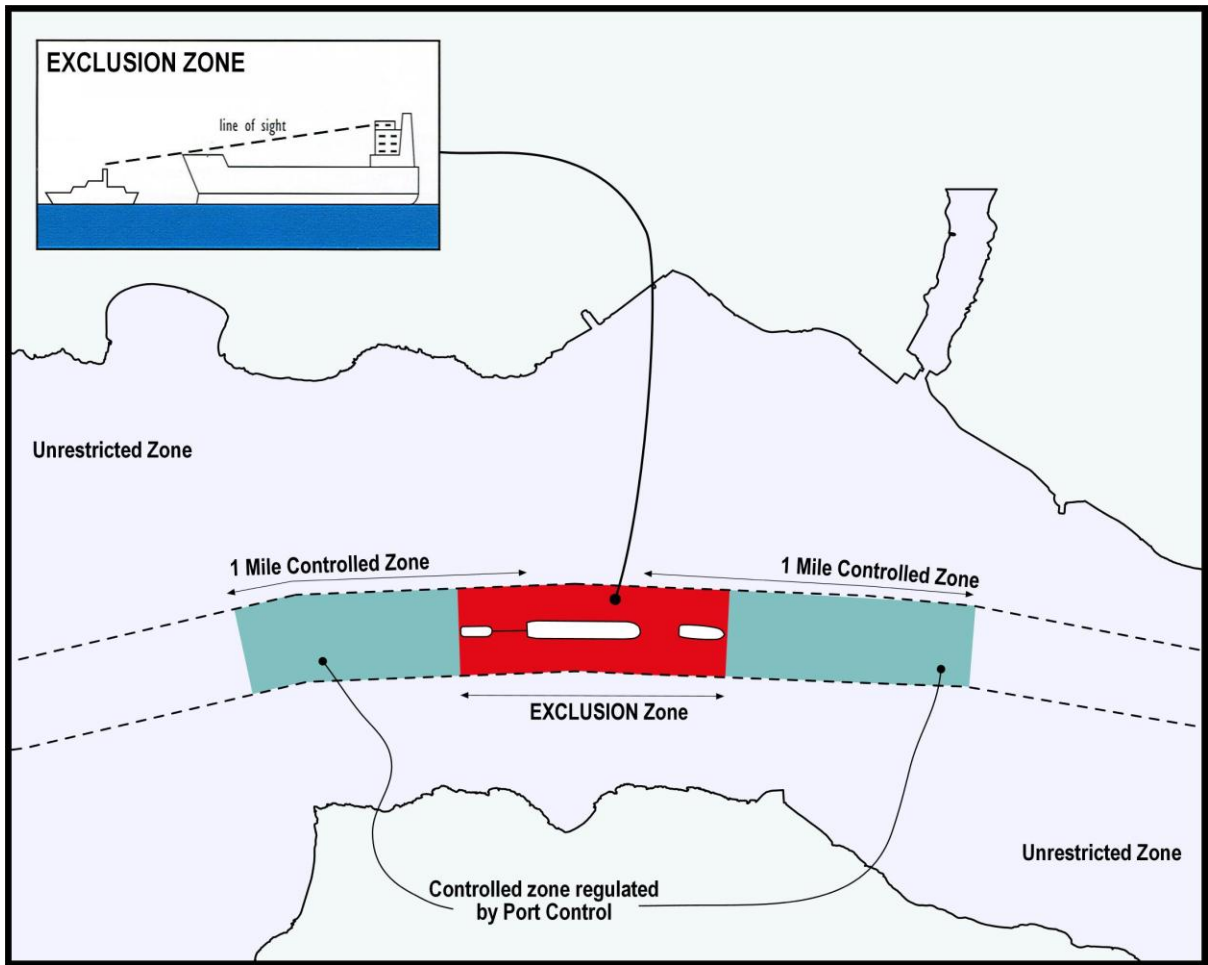 EXCLUSION ZONE
line of sight
Unrestricted Zone
1 Mile Controlled Zone
1 Mile Controlled Zone
EXCLUSION Zone
Unrestricted Zone
Controlled zone regulated
by Port Control